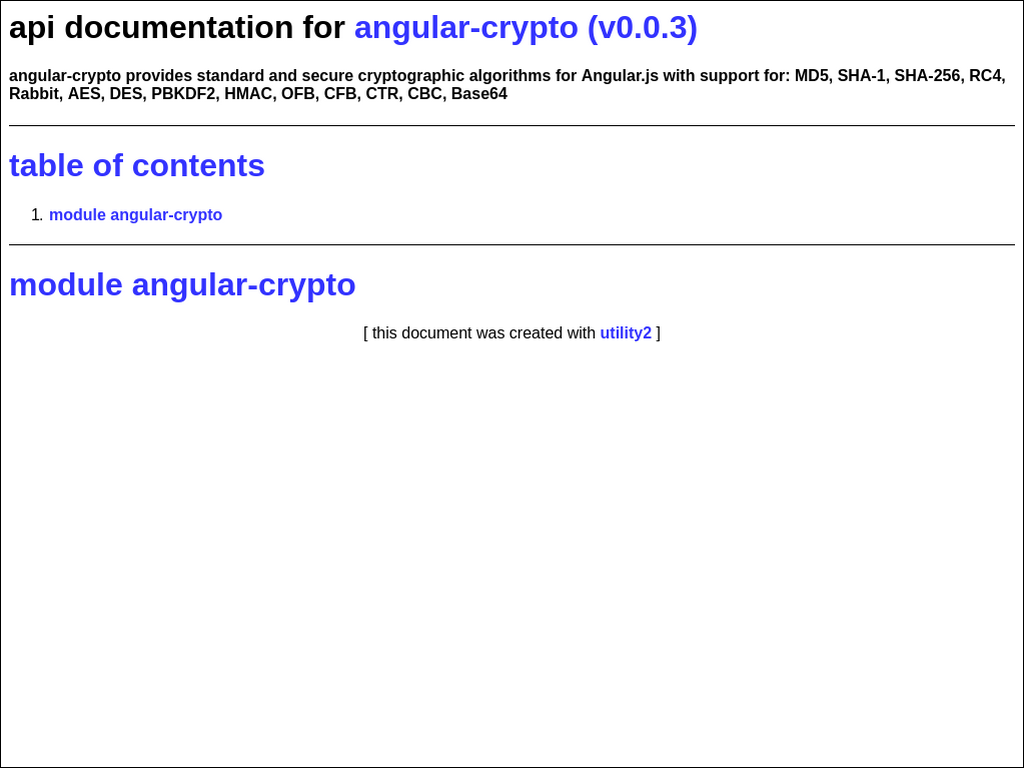 api documentation for angular-crypto (v0.0.3)
angular-crypto provides standard and secure cryptographic algorithms for Angular.js with support for: MD5, SHA-1, SHA-256, RC4,
Rabbit, AES, DES, PBKDF2, HMAC, OFB, CFB, CTR, CBC, Base64
table of contents
1. module angular-crypto
module angular-crypto
[ this document was created with utility2 ]